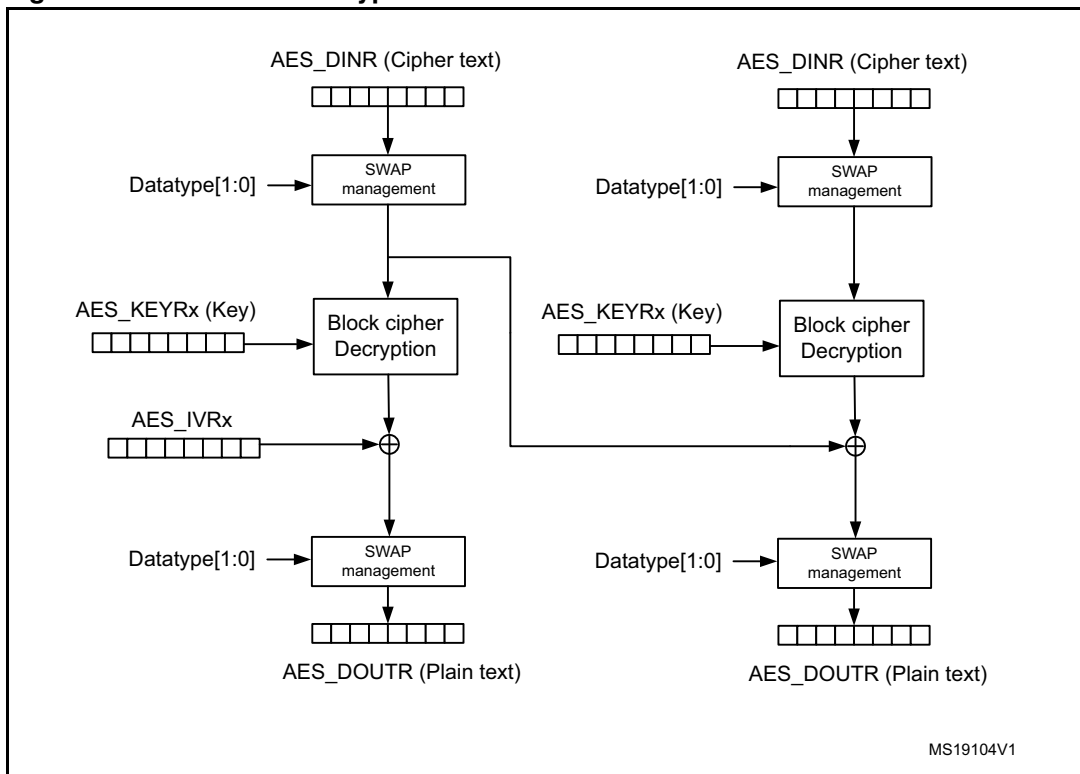 AES_DINR (Cipher text)
SWAP
management
Datatype[1:0]
AES_KEYRx (Key)
Block cipher
Decryption
AES_IVRx
Datatype[1:0]
SWAP
management
AES_DOUTR (Plain text)
AES_DINR (Cipher text)
SWAP
management
Datatype[1:0]
AES_KEYRx (Key)
Block cipher
Decryption
Datatype[1:0]
SWAP
management
AES_DOUTR (Plain text)
MS19104V1